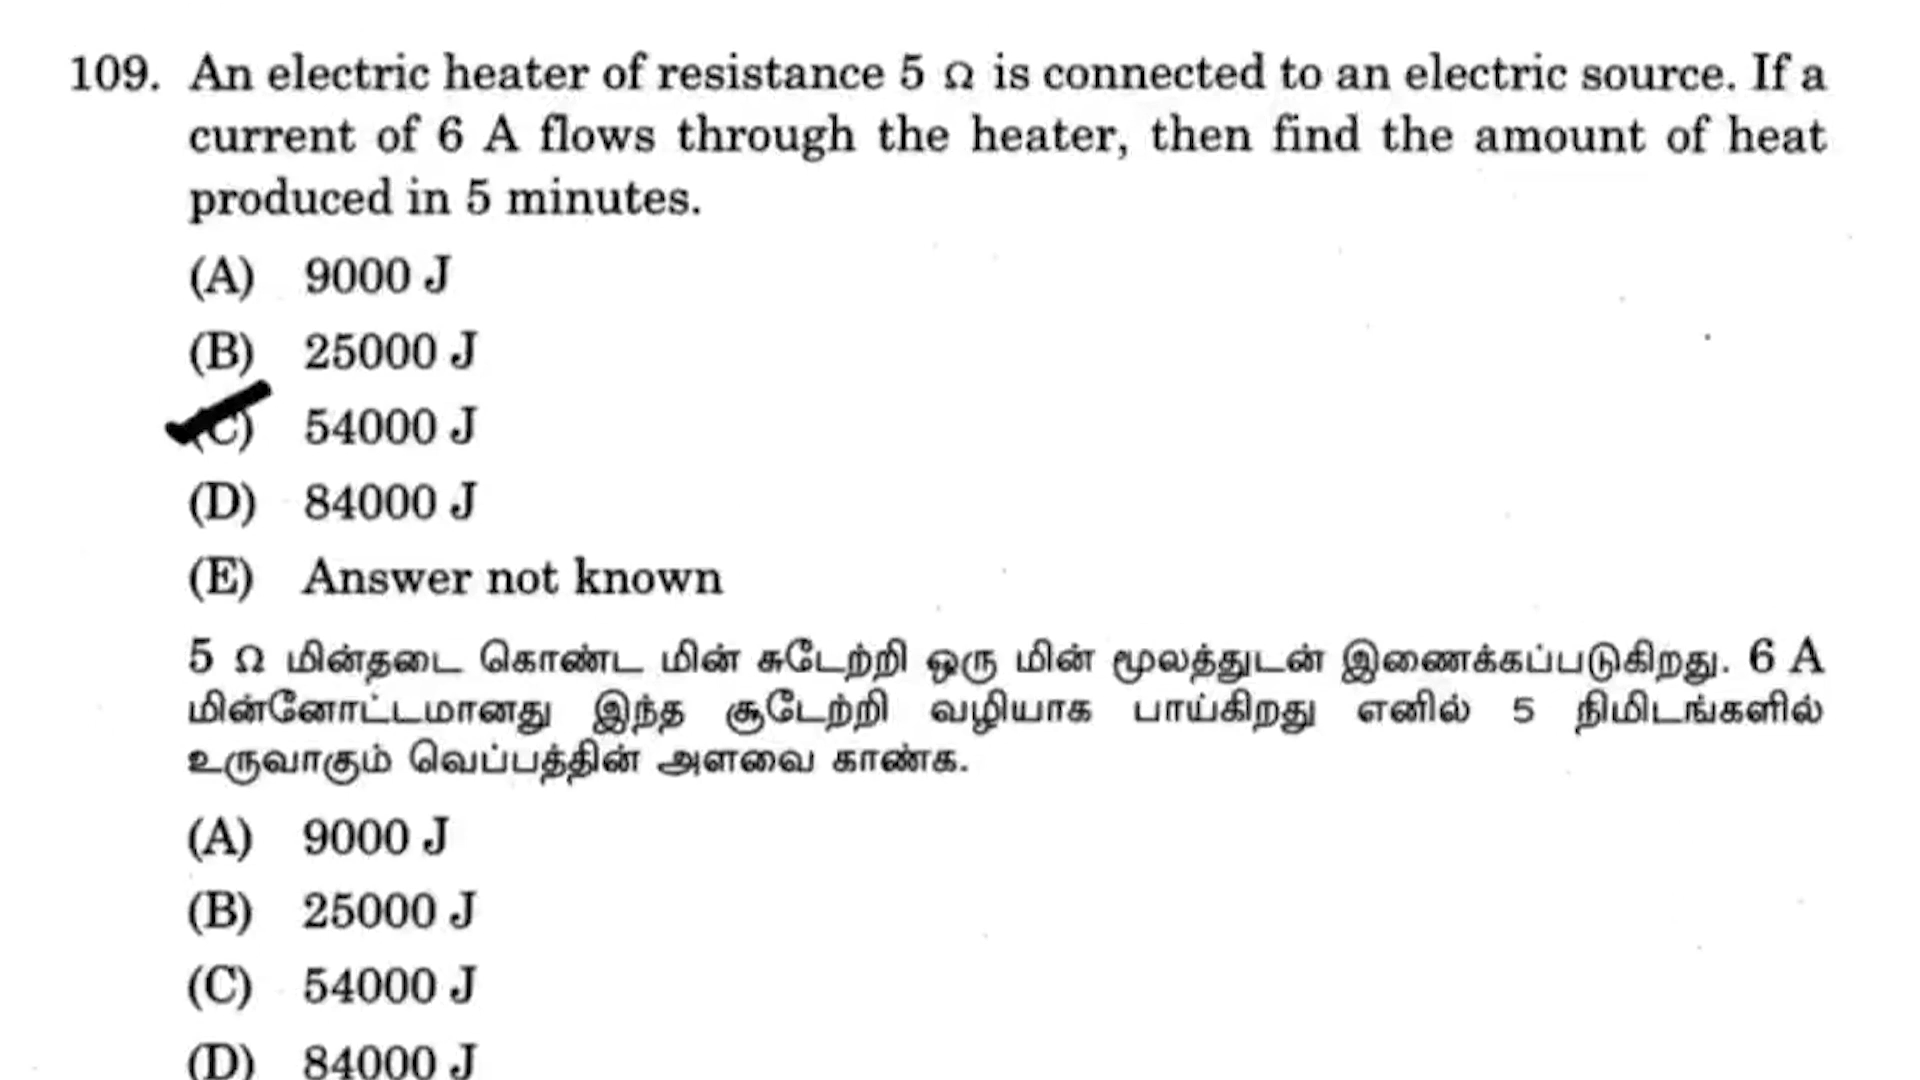 109. An electric heater of resistance 5 Ω is connected to an electric source. If a
current of 6 A flows through the heater, then find the amount of heat
produced in 5 minutes.
(A) 9000 J
(B) 25000 J
(C) 54000 J
(D) 84000 J
(E) Answer not known
5 Ω மின்தடை கொண்ட மின் சுடேற்றி ஒரு மின் மூலத்துடன் இணைக்கப்படுகிறது. 6 A
மின்னோட்டமானது இந்த சூடேற்றி வழியாக பாய்கிறது எனில் 5 நிமிடங்களில்
உருவாகும் வெப்பத்தின் அளவை காண்க.
(A) 9000 J
(B) 25000 J
(C) 54000 J
(D) 84000 J